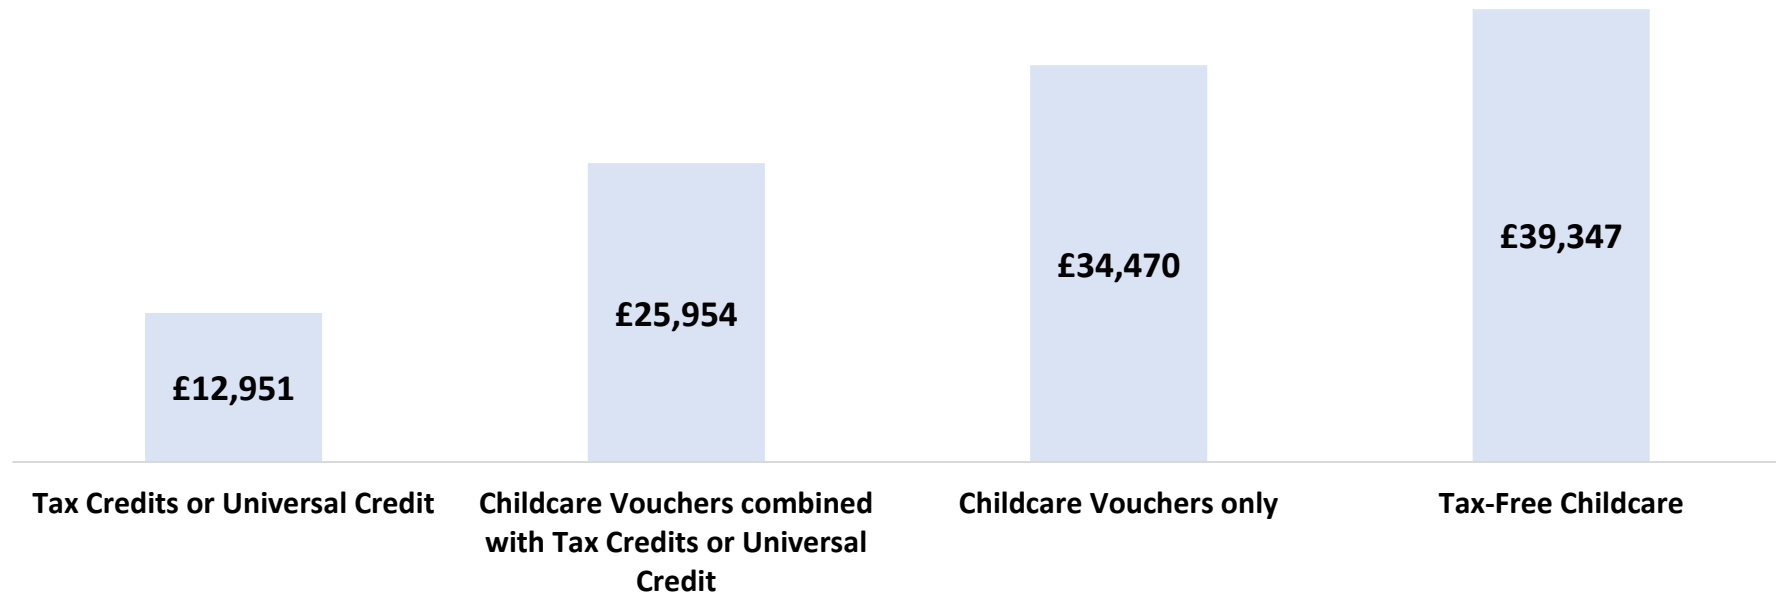 £12,951
£25,954
£34,470
£39,347
Tax Credits or Universal Credit
Childcare Vouchers combined
with Tax Credits or Universal
Credit
Childcare Vouchers only
Tax-Free Childcare